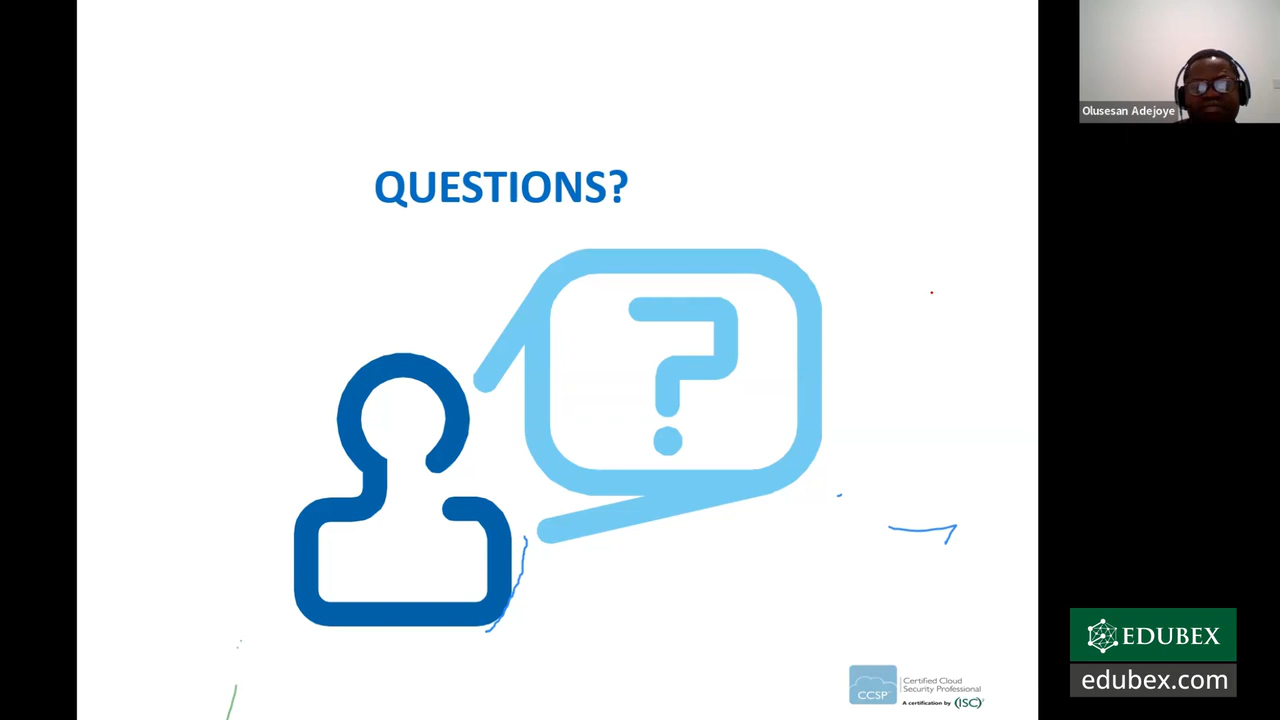 Olusesan Adejoye
QUESTIONS?
?
CCSP
Certified Cloud
Security Professional
A certification by (ISC)²
EDUBEX
edubex.com